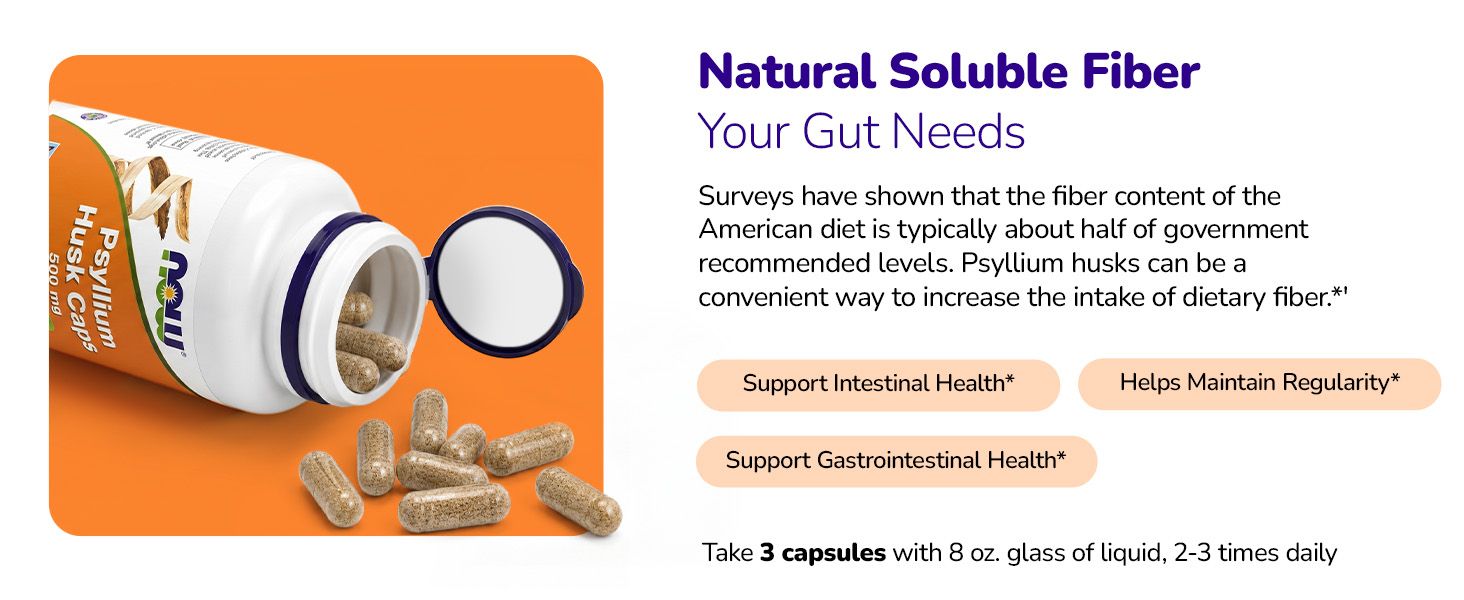 Natural Soluble Fiber
Your Gut Needs
Surveys have shown that the fiber content of the
American diet is typically about half of government
recommended levels. Psyllium husks can be a
convenient way to increase the intake of dietary fiber.*'
Support Intestinal Health*
Helps Maintain Regularity*
Support Gastrointestinal Health*
Take 3 capsules with 8 oz. glass of liquid, 2-3 times daily
NOW®
Psyllium
Husk Caps
500 mg